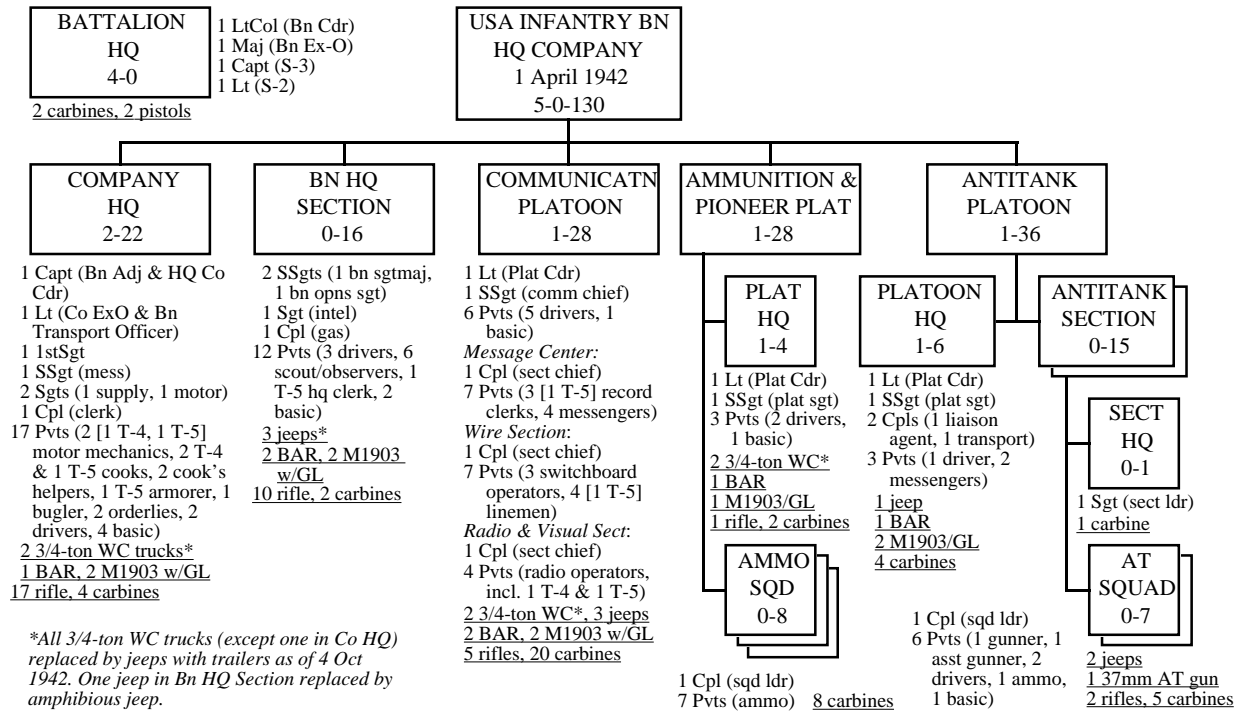 BATTALION
HQ
4-0
1 LtCol (Bn Cdr)
1 Maj (Bn Ex-O)
1 Capt (S-3)
1 Lt (S-2)
2 carbines, 2 pistols
USA INFANTRY BN
HQ COMPANY
1 April 1942
5-0-130
COMPANY
HQ
2-22
1 Capt (Bn Adj & HQ Co
Cdr)
1 Lt (Co ExO & Bn
Transport Officer)
1 1stSgt
1 SSgt (mess)
2 Sgts (1 supply, 1 motor)
1 Cpl (clerk)
17 Pvts (2 [1 T-4, 1 T-5]
motor mechanics, 2 T-4
& 1 T-5 cooks, 2 cook's
helpers, 1 T-5 armorer, 1
bugler, 2 orderlies, 2
drivers, 4 basic)
2 3/4-ton WC trucks*
1 BAR, 2 M1903 w/GL
17 rifle, 4 carbines
BN HQ
SECTION
0-16
2 SSgts (1 bn sgtmaj,
1 bn opns sgt)
1 Sgt (intel)
1 Cpl (gas)
12 Pvts (3 drivers, 6
scout/observers, 1
T-5 hq clerk, 2
basic)
3 jeeps*
2 BAR, 2 M1903
w/GL
10 rifle, 2 carbines
COMMUNICATN
PLATOON
1-28
1 Lt (Plat Cdr)
1 SSgt (comm chief)
6 Pvts (5 drivers, 1
basic)
Message Center:
1 Cpl (sect chief)
7 Pvts (3 [1 T-5] record
clerks, 4 messengers)
Wire Section:
1 Cpl (sect chief)
7 Pvts (3 switchboard
operators, 4 [1 T-5]
linemen)
Radio & Visual Sect:
1 Cpl (sect chief)
4 Pvts (radio operators,
incl. 1 T-4 & 1 T-5)
2 3/4-ton WC*, 3 jeeps
2 BAR, 2 M1903 w/GL
5 rifles, 20 carbines
AMMUNITION &
PIONEER PLAT
1-28
PLAT
HQ
1-4
1 Lt (Plat Cdr)
1 SSgt (plat sgt)
3 Pvts (2 drivers,
1 basic)
2 3/4-ton WC*
1 BAR
1 M1903/GL
1 rifle, 2 carbines
AMMO
SQD
0-8
1 Cpl (sqd ldr)
7 Pvts (ammo)
8 carbines
ANTITANK
PLATOON
1-36
PLATOON
HQ
1-6
1 Lt (Plat Cdr)
1 SSgt (plat sgt)
2 Cpls (1 liaison
agent, 1 transport)
3 Pvts (1 driver, 2
messengers)
1 jeep
1 BAR
2 M1903/GL
4 carbines
ANTITANK
SECTION
0-15
SECT
HQ
0-1
1 Sgt (sect ldr)
1 carbine
AT
SQUAD
0-7
1 Cpl (sqd ldr)
6 Pvts (1 gunner, 1
asst gunner, 2
drivers, 1 ammo,
1 basic)
2 jeeps
1 37mm AT gun
2 rifles, 5 carbines
*All 3/4-ton WC trucks (except one in Co HQ)
replaced by jeeps with trailers as of 4 Oct
1942. One jeep in Bn HQ Section replaced by
amphibious jeep.